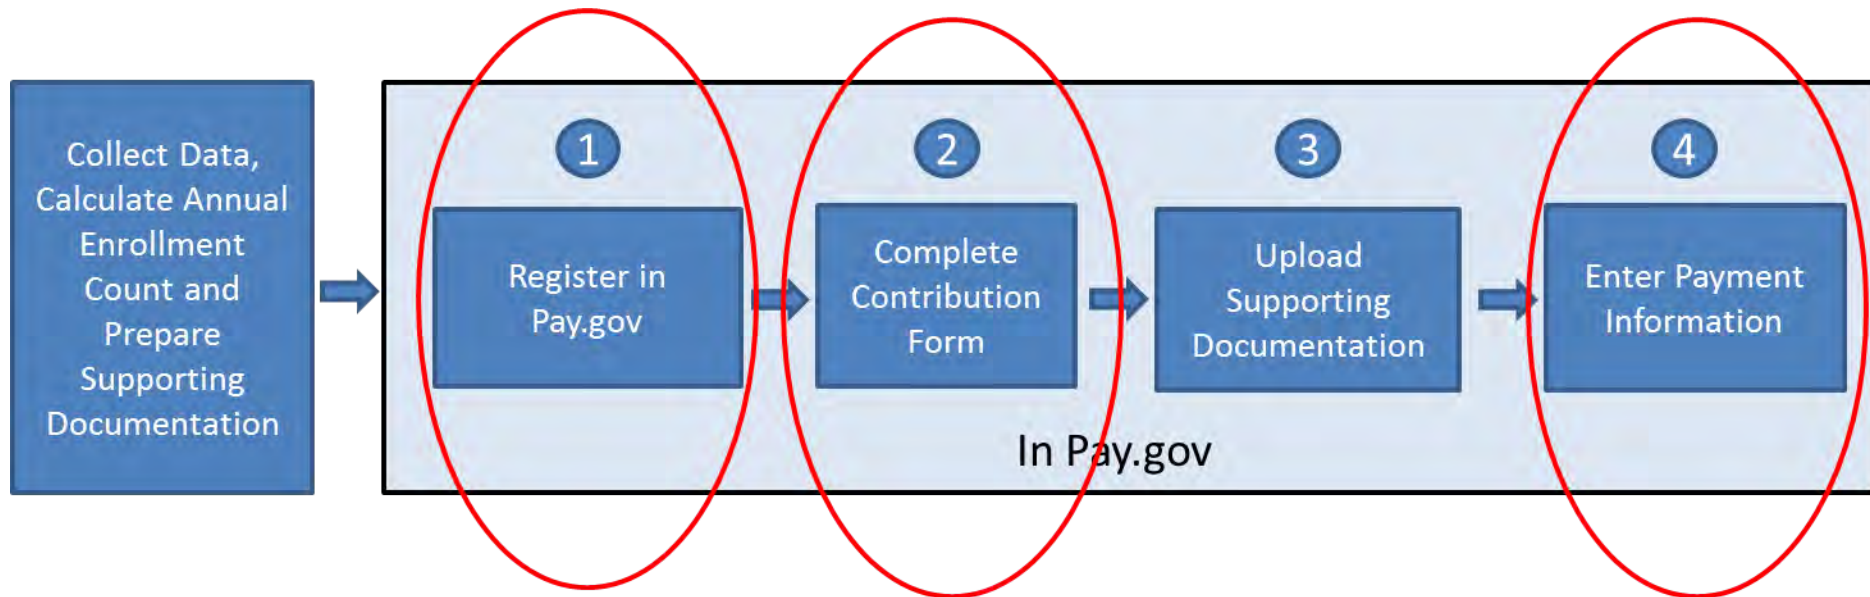 Collect Data,
Calculate Annual
Enrollment
Count and
Prepare
Supporting
Documentation
1
Register in
Pay.gov
2
Complete
Contribution
Form
3
Upload
Supporting
Documentation
4
Enter Payment
Information
In Pay.gov